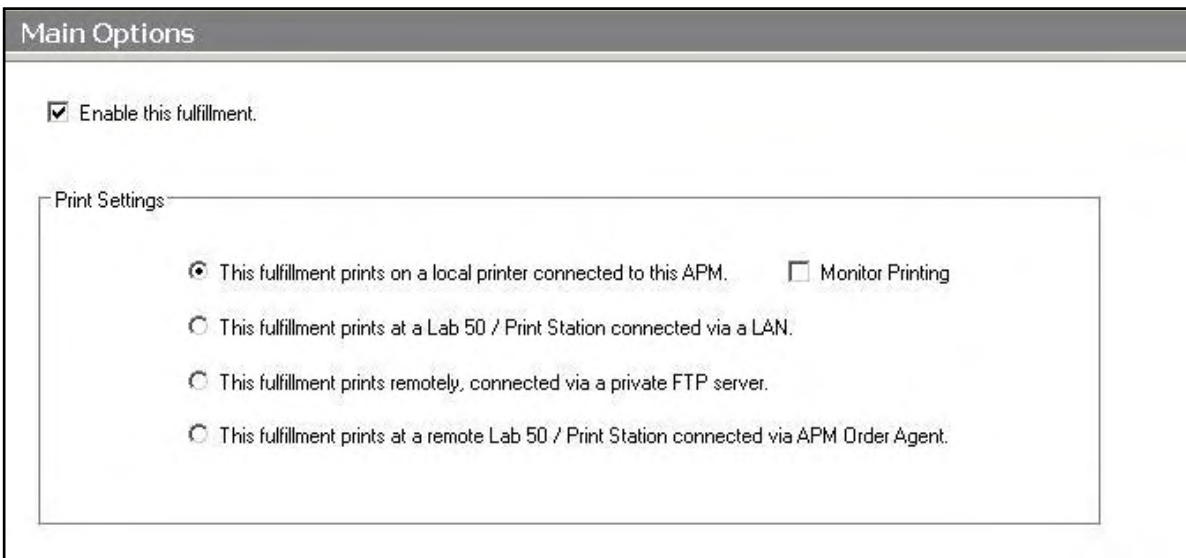 Main Options
Enable this fulfillment.
Print Settings
This fulfillment prints on a local printer connected to this APM. Monitor Printing
This fulfillment prints at a Lab 50 / Print Station connected via a LAN.
This fulfillment prints remotely, connected via a private FTP server.
This fulfillment prints at a remote Lab 50 / Print Station connected via APM Order Agent.